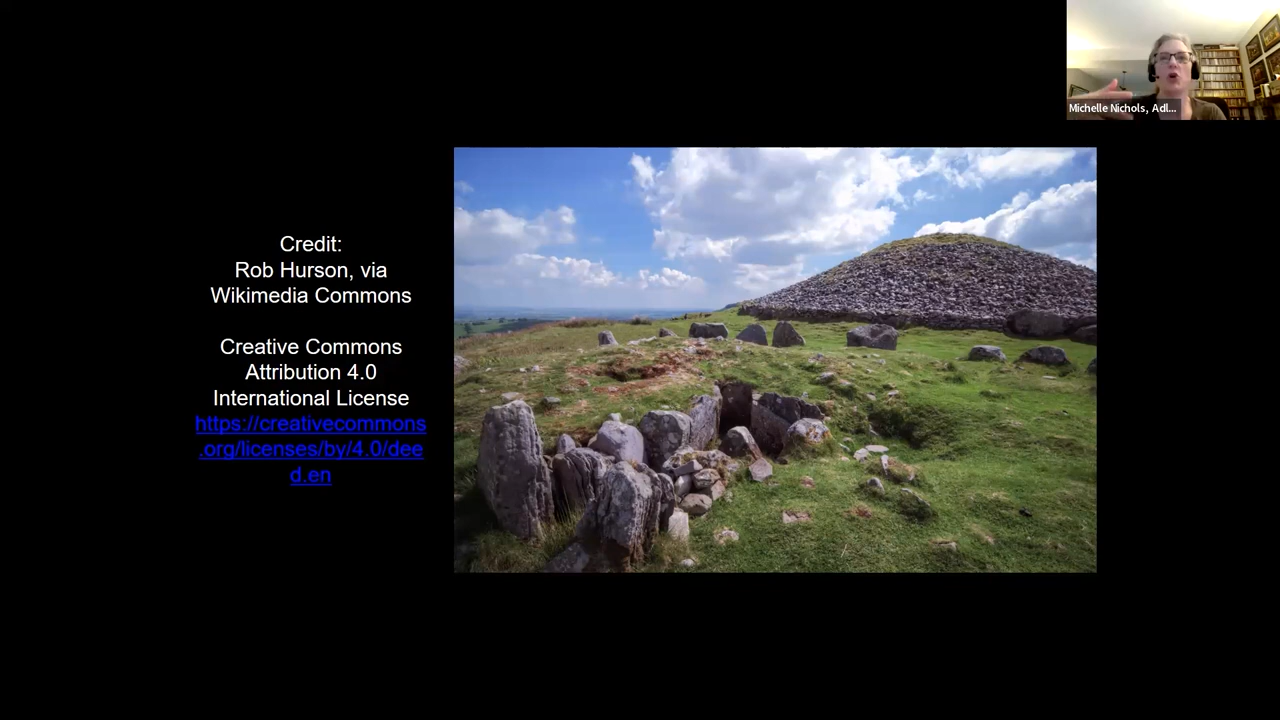 Michelle Nichols, Adl...
Credit:
Rob Hurson, via
Wikimedia Commons
Creative Commons
Attribution 4.0
International License
https://creativecommons
.org/licenses/by/4.0/dee
d.en